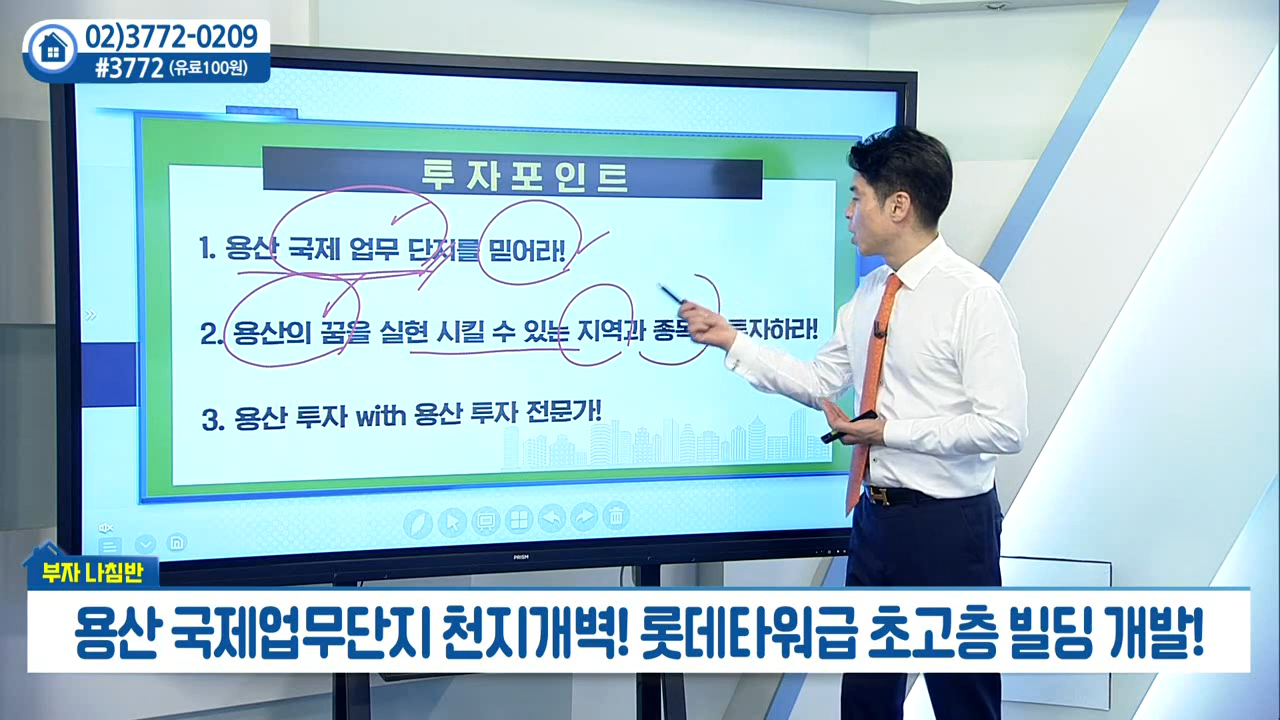 02)3772-0209
#3772 (유료100원)
투자포인트
1. 용산 국제 업무 단지를 믿어라!
2. 용산의 꿈을 실현 시킬 수 있는 지역과 투자하라!
3. 용산 투자 with 용산 투자 전문가!
PRISM
부자 나침반
용산 국제업무단지 천지개벽! 롯데타워급 초고층 빌딩 개발!